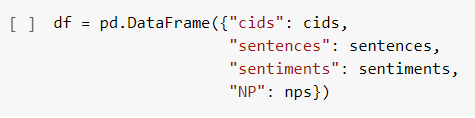 [ ] df = pd.DataFrame({"cids": cids,
"sentences": sentences,
"sentiments": sentiments,
"NP": nps})